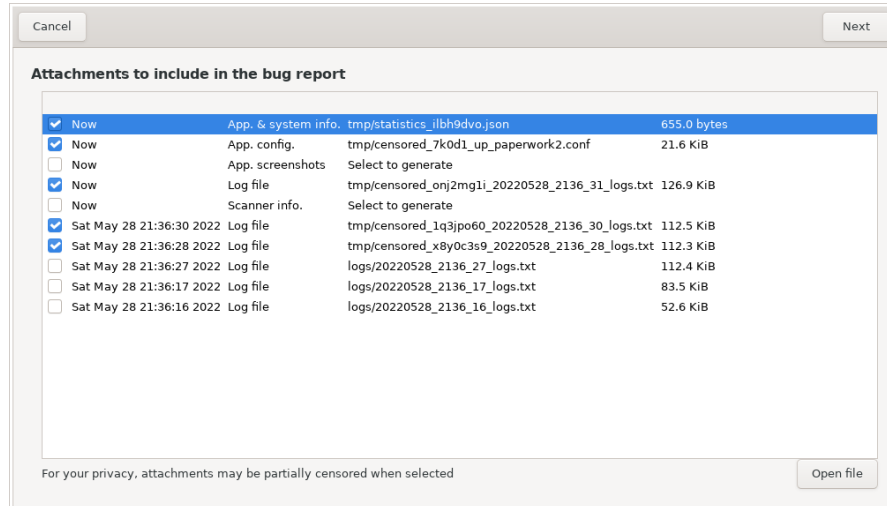 Cancel Next
Attachments to include in the bug report
Now App. & system info. tmp/statistics_ilbh9dvo.json 655.0 bytes
Now App. config. tmp/censored_7k0d1_up_paperwork2.conf 21.6 KiB
Now App. screenshots Select to generate
Now Log file tmp/censored_onj2mg1i_20220528_2136_31_logs.txt 126.9 KiB
Now Scanner info. Select to generate
Sat May 28 21:36:30 2022 Log file tmp/censored_1q3jpo60_20220528_2136_30_logs.txt 112.5 KiB
Sat May 28 21:36:28 2022 Log file tmp/censored_x8y0c3s9_20220528_2136_28_logs.txt 112.3 KiB
Sat May 28 21:36:27 2022 Log file logs/20220528_2136_27_logs.txt 112.4 KiB
Sat May 28 21:36:17 2022 Log file logs/20220528_2136_17_logs.txt 83.5 KiB
Sat May 28 21:36:16 2022 Log file logs/20220528_2136_16_logs.txt 52.6 KiB
For your privacy, attachments may be partially censored when selected Open file